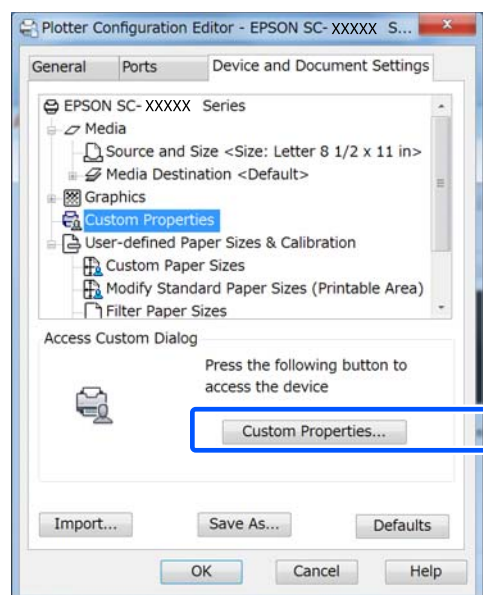 Plotter Configuration Editor - EPSON SC- XXXXX S...
General Ports Device and Document Settings
EPSON SC- XXXXX Series
Media
Source and Size <Size: Letter 8 1/2 x 11 in>
Media Destination <Default>
Graphics
Custom Properties
User-defined Paper Sizes & Calibration
Custom Paper Sizes
Modify Standard Paper Sizes (Printable Area)
Filter Paper Sizes
Access Custom Dialog
Press the following button to
access the device
Custom Properties...
Import... Save As... Defaults
OK Cancel Help